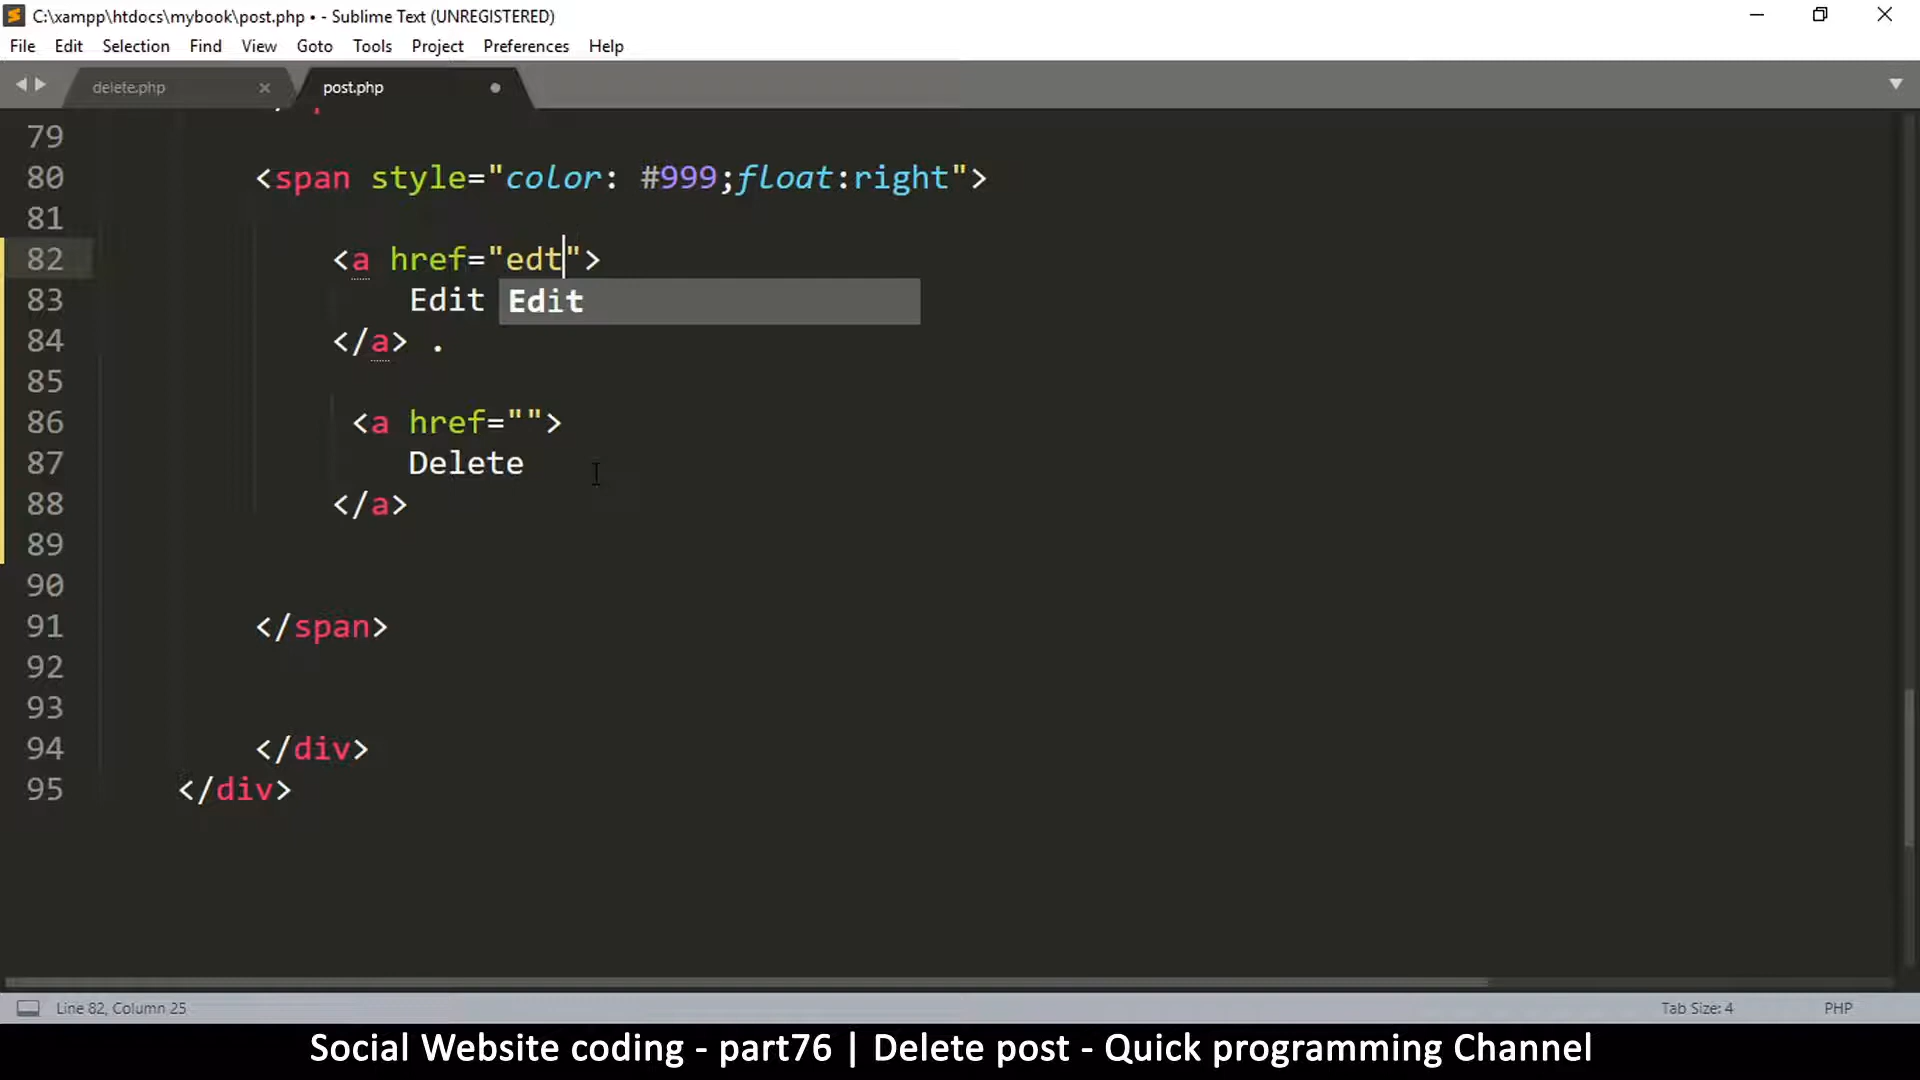 C:\xampp\htdocs\mybook\post.php • - Sublime Text (UNREGISTERED)
File Edit Selection Find View Goto Tools Project Preferences Help
delete.php post.php
79
80 <span style="color: #999;float:right">
81
82 <a href="edt">
83 Edit Edit
84 </a> .
85
86 <a href="">
87 Delete
88 </a>
89
90
91 </span>
92
93
94 </div>
95 </div>
Line 82, Column 25 Tab Size: 4 PHP
Social Website coding - part76 | Delete post - Quick programming Channel